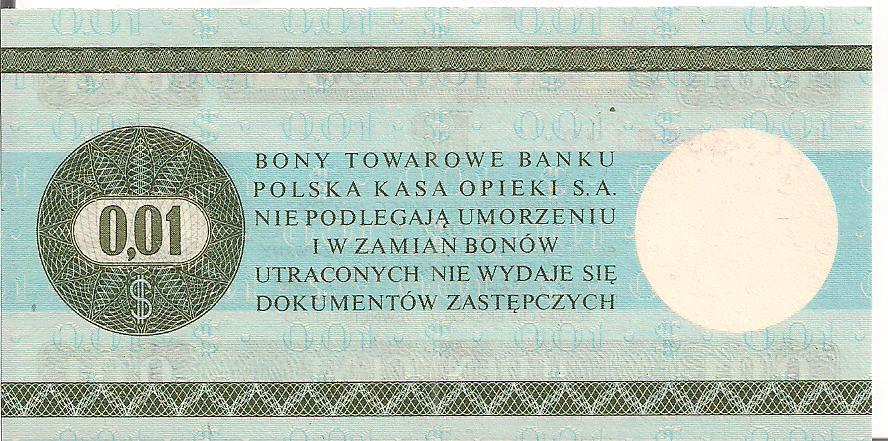 BONY TOWAROWE BANKU
POLSKA KASA OPIEKI S.A.
NIE PODLEGAJĄ UMORZENIU
I W ZAMIAN BONÓW
UTRACONYCH NIE WYDAJE SIĘ
DOKUMENTÓW ZASTĘPCZYCH
0,01
$